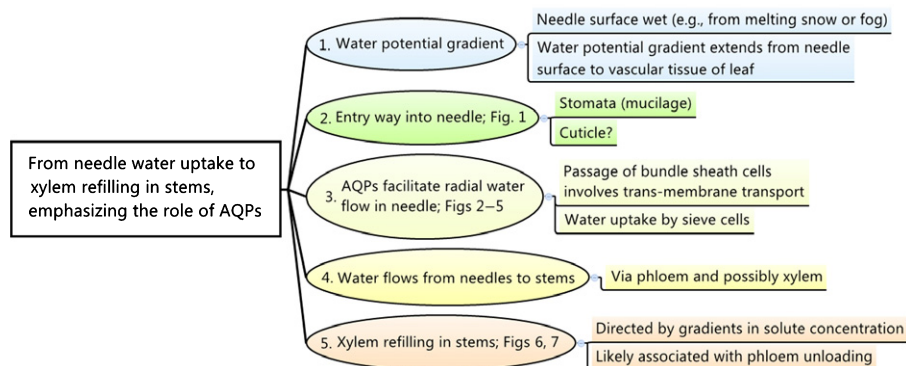 From needle water uptake to
xylem refilling in stems,
emphasizing the role of AQPs
1. Water potential gradient
Needle surface wet (e.g., from melting snow or fog)
Water potential gradient extends from needle
surface to vascular tissue of leaf
2. Entry way into needle; Fig. 1
Stomata (mucilage)
Cuticle?
3. AQPs facilitate radial water
flow in needle; Figs 2–5
Passage of bundle sheath cells
involves trans-membrane transport
Water uptake by sieve cells
4. Water flows from needles to stems
Via phloem and possibly xylem
5. Xylem refilling in stems; Figs 6, 7
Directed by gradients in solute concentration
Likely associated with phloem unloading